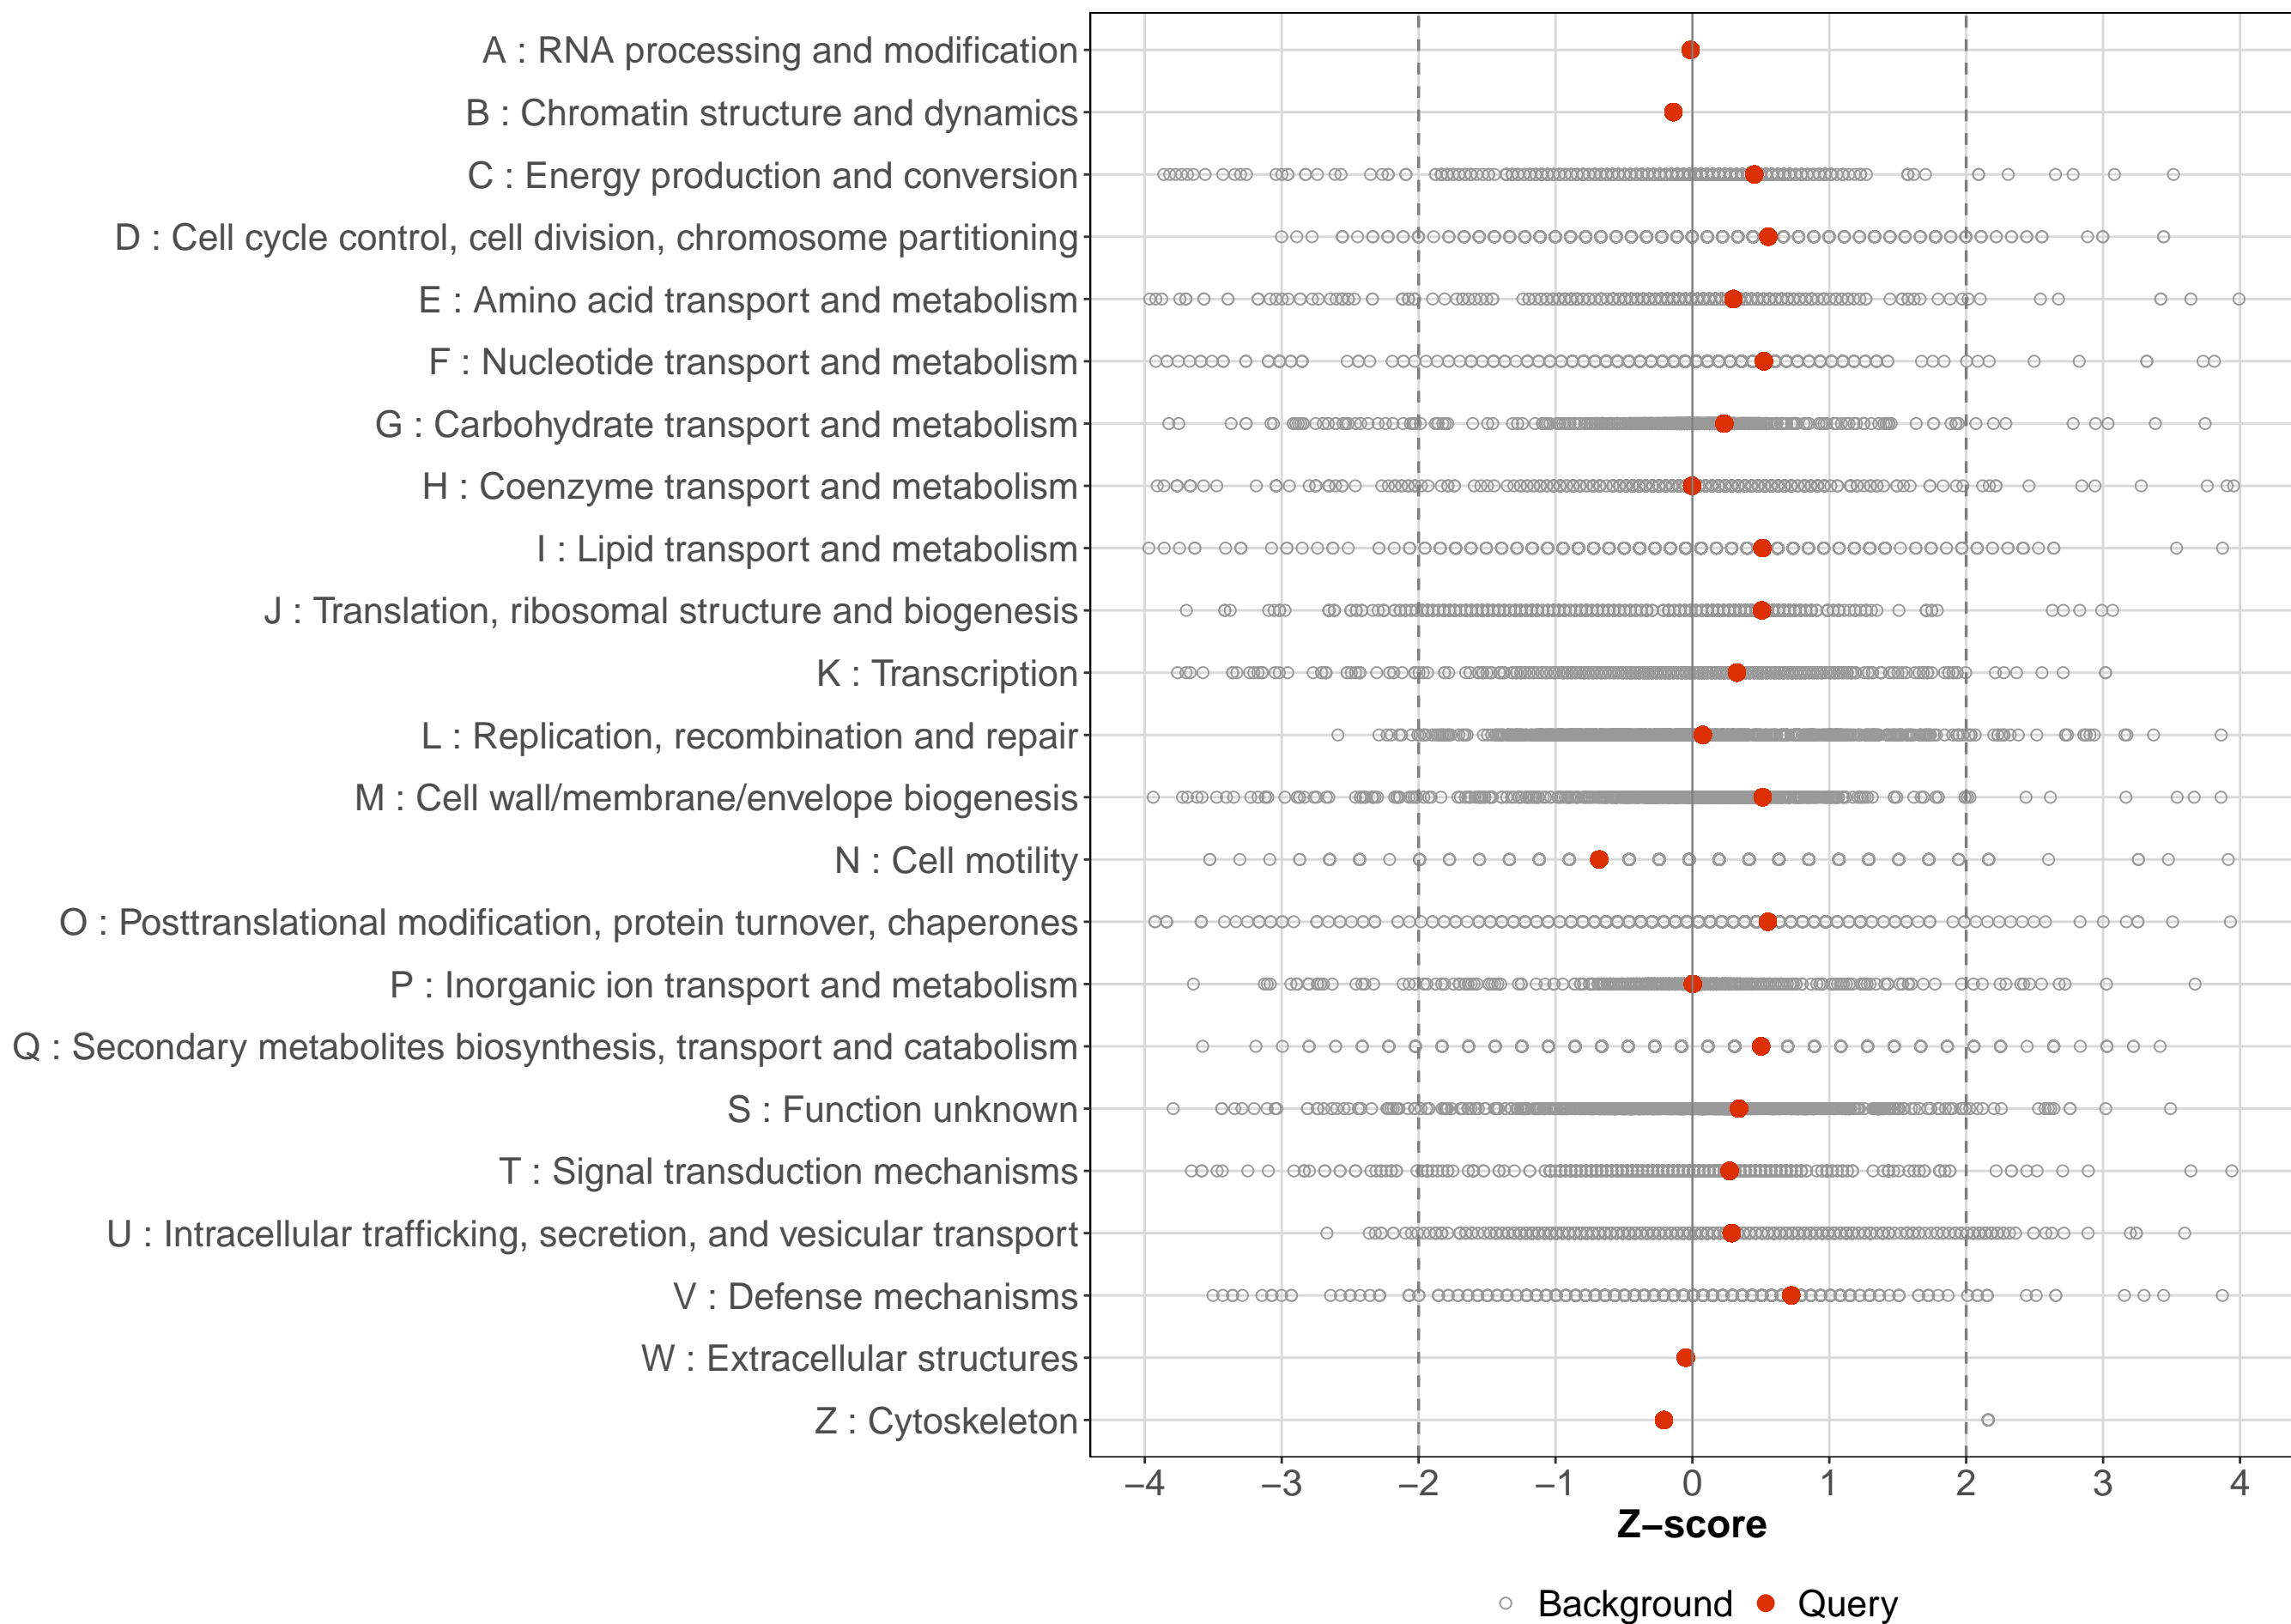 A : RNA processing and modification
B : Chromatin structure and dynamics
C : Energy production and conversion
D : Cell cycle control, cell division, chromosome partitioning
E : Amino acid transport and metabolism
F : Nucleotide transport and metabolism
G : Carbohydrate transport and metabolism
H : Coenzyme transport and metabolism
I : Lipid transport and metabolism
J : Translation, ribosomal structure and biogenesis
K : Transcription
L : Replication, recombination and repair
M : Cell wall/membrane/envelope biogenesis
N : Cell motility
O : Posttranslational modification, protein turnover, chaperones
P : Inorganic ion transport and metabolism
Q : Secondary metabolites biosynthesis, transport and catabolism
S : Function unknown
T : Signal transduction mechanisms
U : Intracellular trafficking, secretion, and vesicular transport
V : Defense mechanisms
W : Extracellular structures
Z : Cytoskeleton
−4 −3 −2 −1 0 1 2 3 4
Z−score
Background Query